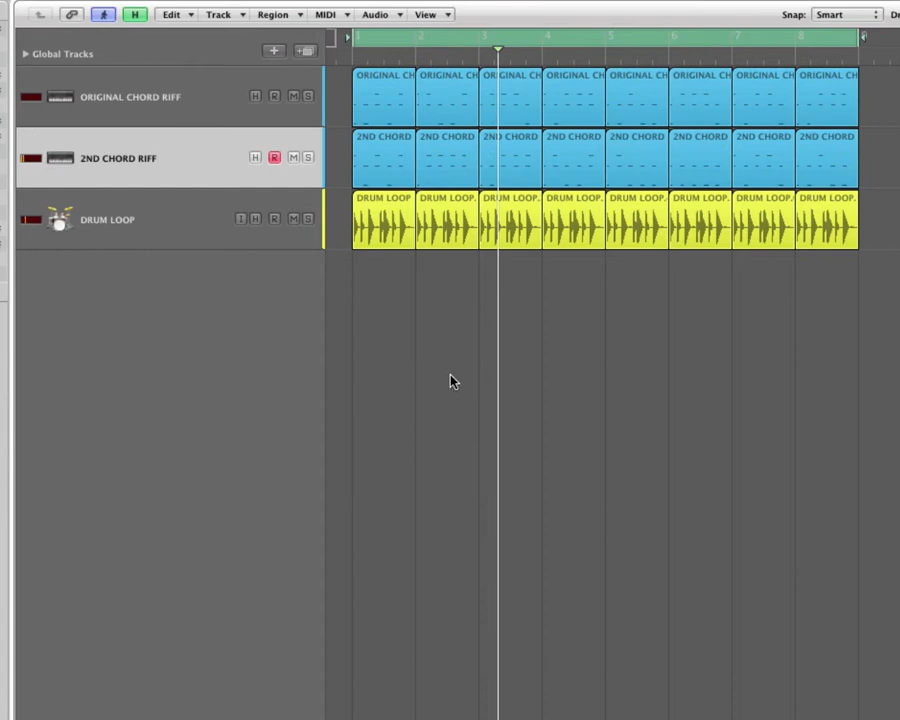 H Edit Track Region MIDI Audio View Snap: Smart
Global Tracks 1 2 3 4 5 6 7 8
ORIGINAL CHORD RIFF H R M S
ORIGINAL CH ORIGINAL CH ORIGINAL CH ORIGINAL CH ORIGINAL CH ORIGINAL CH ORIGINAL CH ORIGINAL CH
2ND CHORD RIFF H R M S
2ND CHORD 2ND CHORD 2ND CHORD 2ND CHORD 2ND CHORD 2ND CHORD 2ND CHORD 2ND CHORD
DRUM LOOP I H R M S
DRUM LOOP DRUM LOOP. DRUM LOOP. DRUM LOOP. DRUM LOOP. DRUM LOOP. DRUM LOOP. DRUM LOOP.